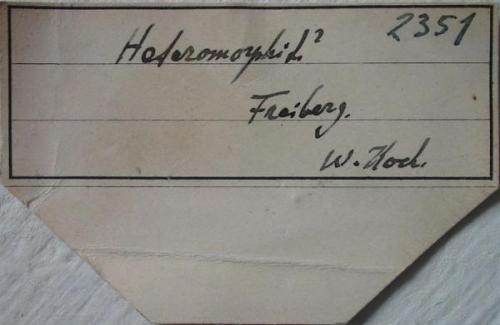 2351
Heteromorphit?
Freiberg.
W. Hoch.